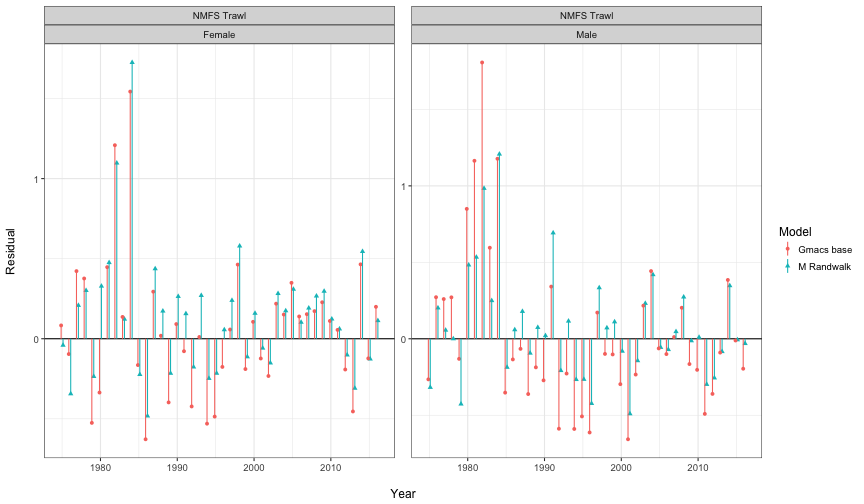 NMFS Trawl
NMFS Trawl
Female
Male
Residual
1
0
1
0
1980
1990
2000
2010
1980
1990
2000
2010
Year
Model
Gmacs base
M Randwalk